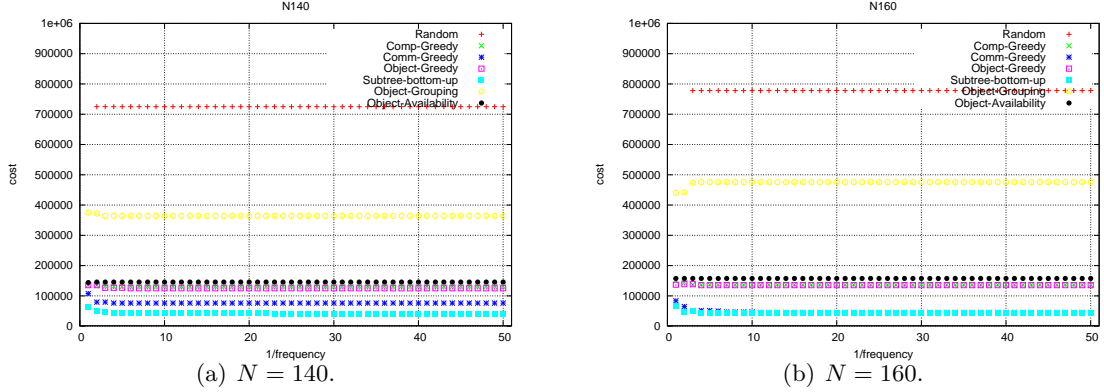 N140
1e+06
900000
800000
700000
600000
500000
400000
300000
200000
100000
0
cost
0 10 20 30 40 50
1/frequency
Random
Comp-Greedy
Comm-Greedy
Object-Greedy
Subtree-bottom-up
Object-Grouping
Object-Availability
(a) N = 140.
N160
1e+06
900000
800000
700000
600000
500000
400000
300000
200000
100000
0
cost
0 10 20 30 40 50
1/frequency
Random
Comp-Greedy
Comm-Greedy
Object-Greedy
Subtree-bottom-up
Object-Grouping
Object-Availability
(b) N = 160.